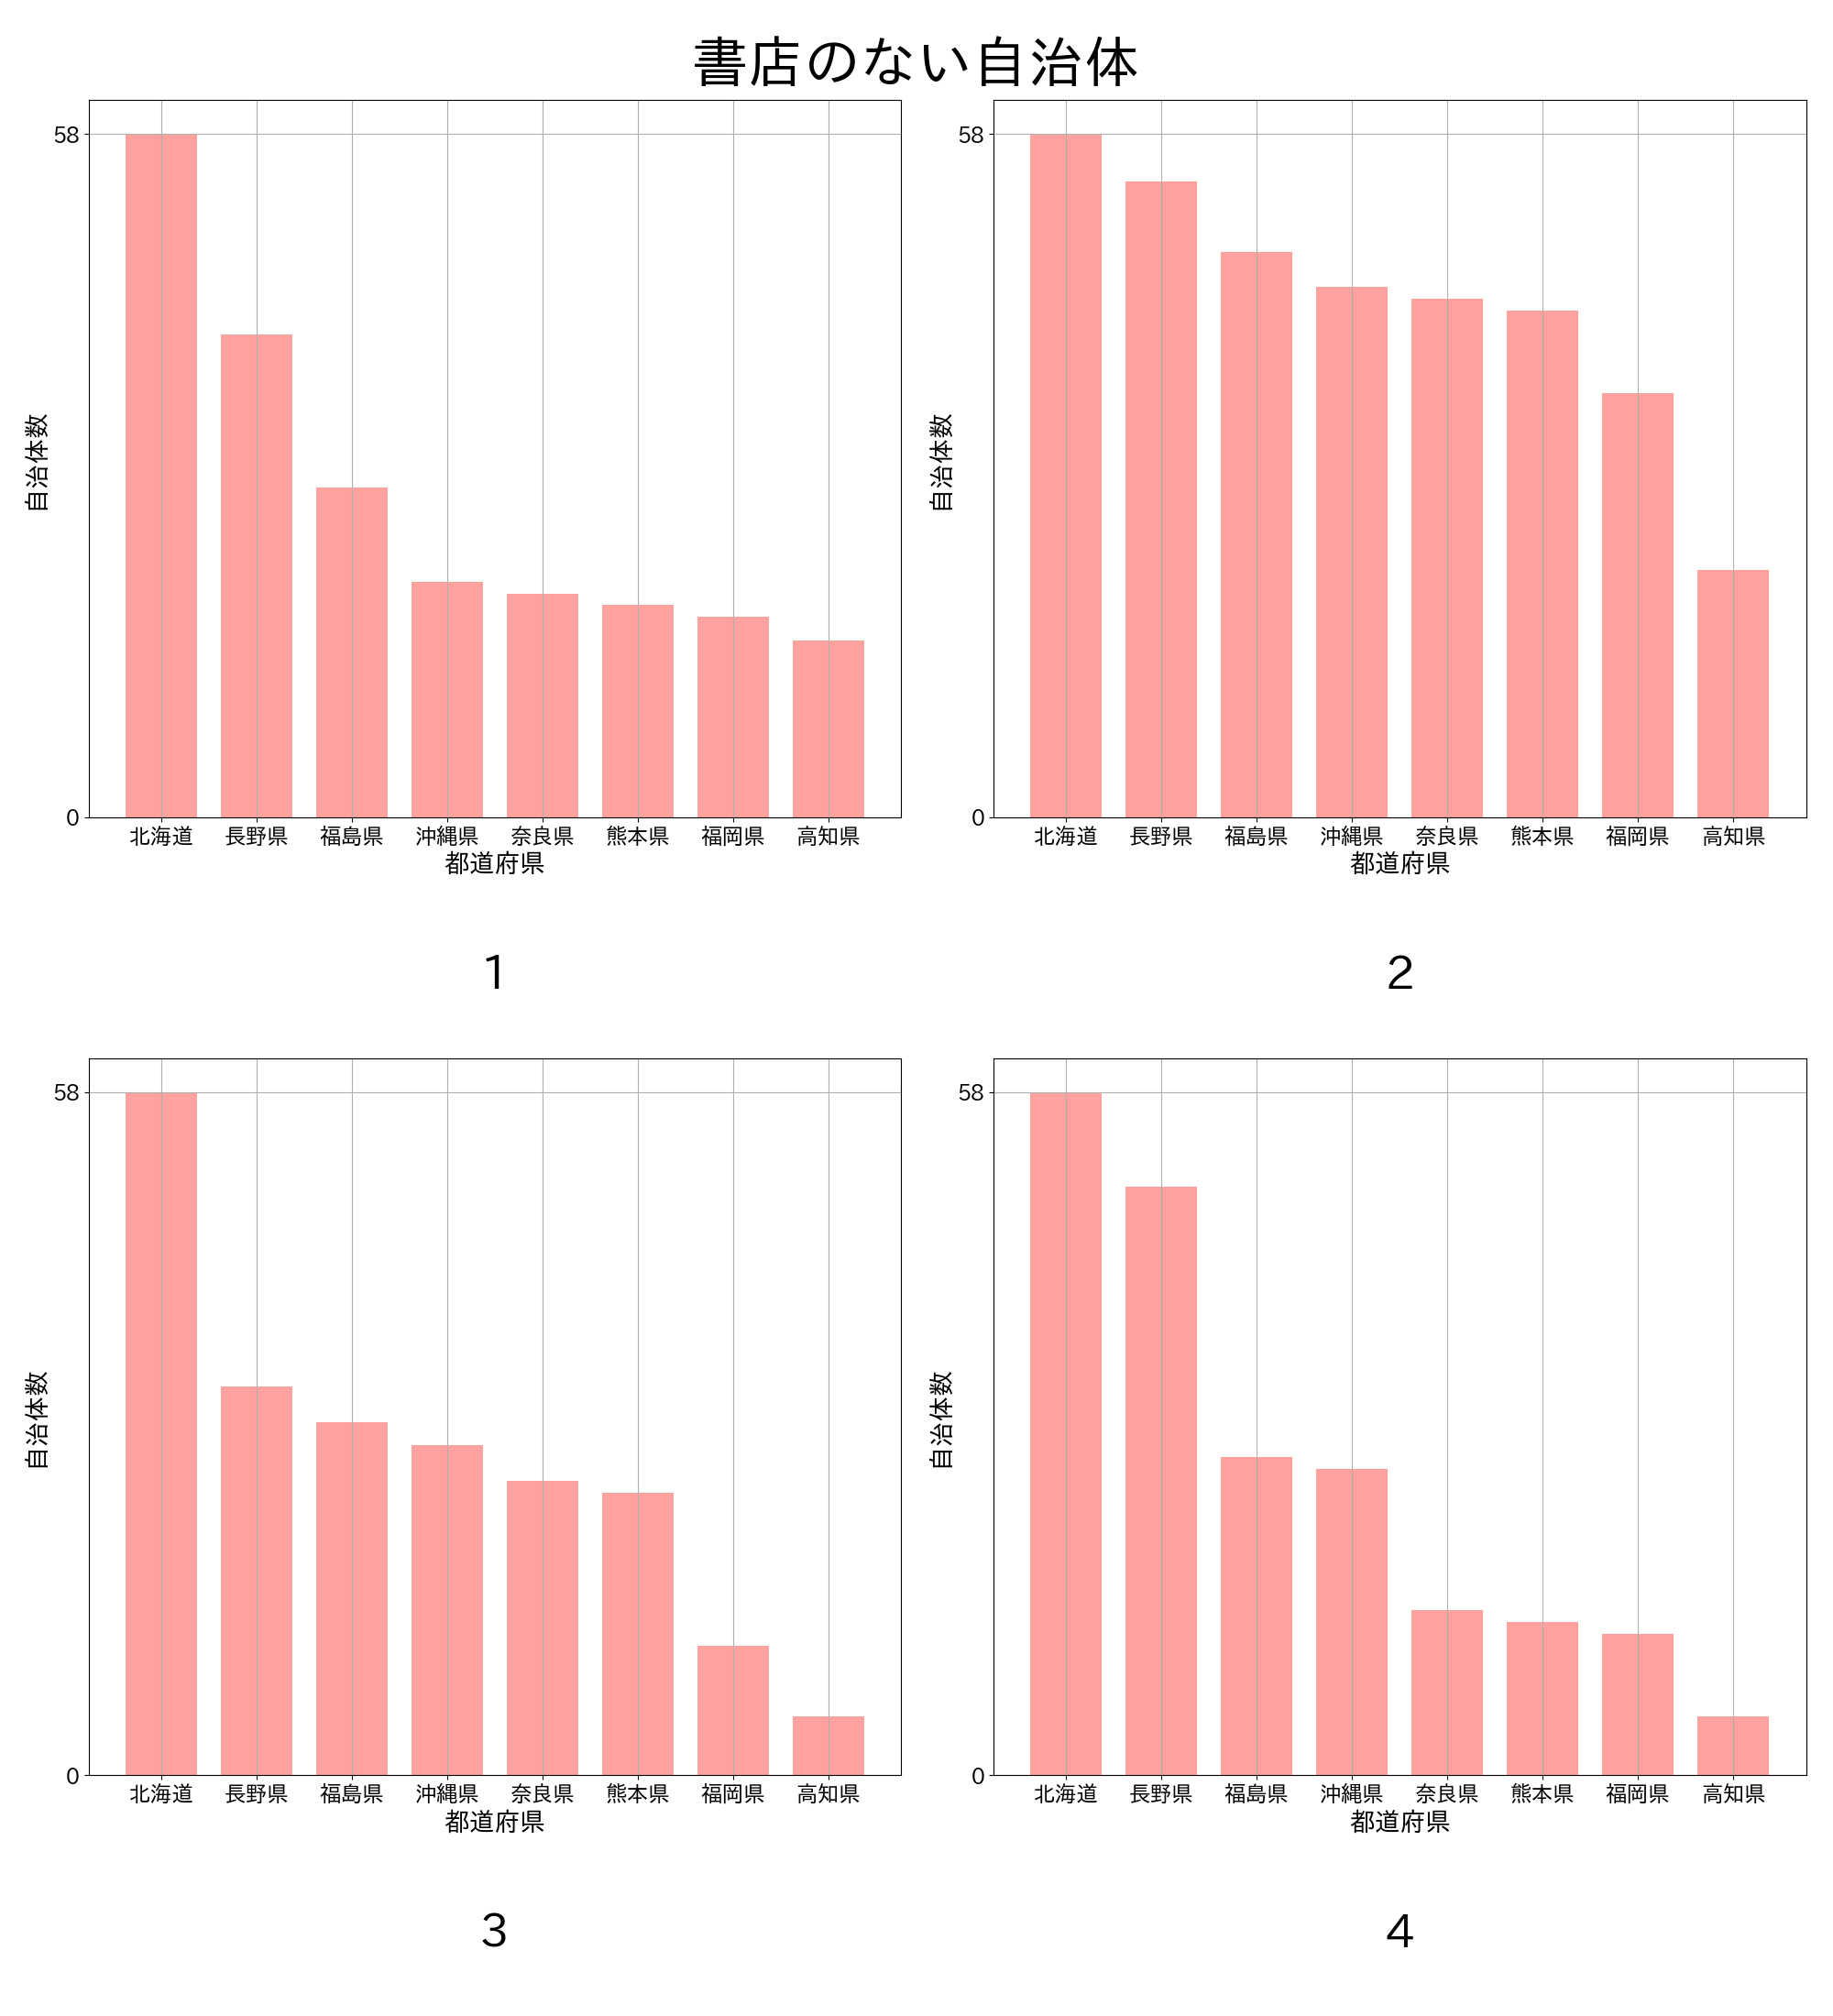 書店のない自治体
58
0
自治体数
北海道 長野県 福島県 沖縄県 奈良県 熊本県 福岡県 高知県
都道府県
1
58
0
自治体数
北海道 長野県 福島県 沖縄県 奈良県 熊本県 福岡県 高知県
都道府県
2
58
0
自治体数
北海道 長野県 福島県 沖縄県 奈良県 熊本県 福岡県 高知県
都道府県
3
58
0
自治体数
北海道 長野県 福島県 沖縄県 奈良県 熊本県 福岡県 高知県
都道府県
4